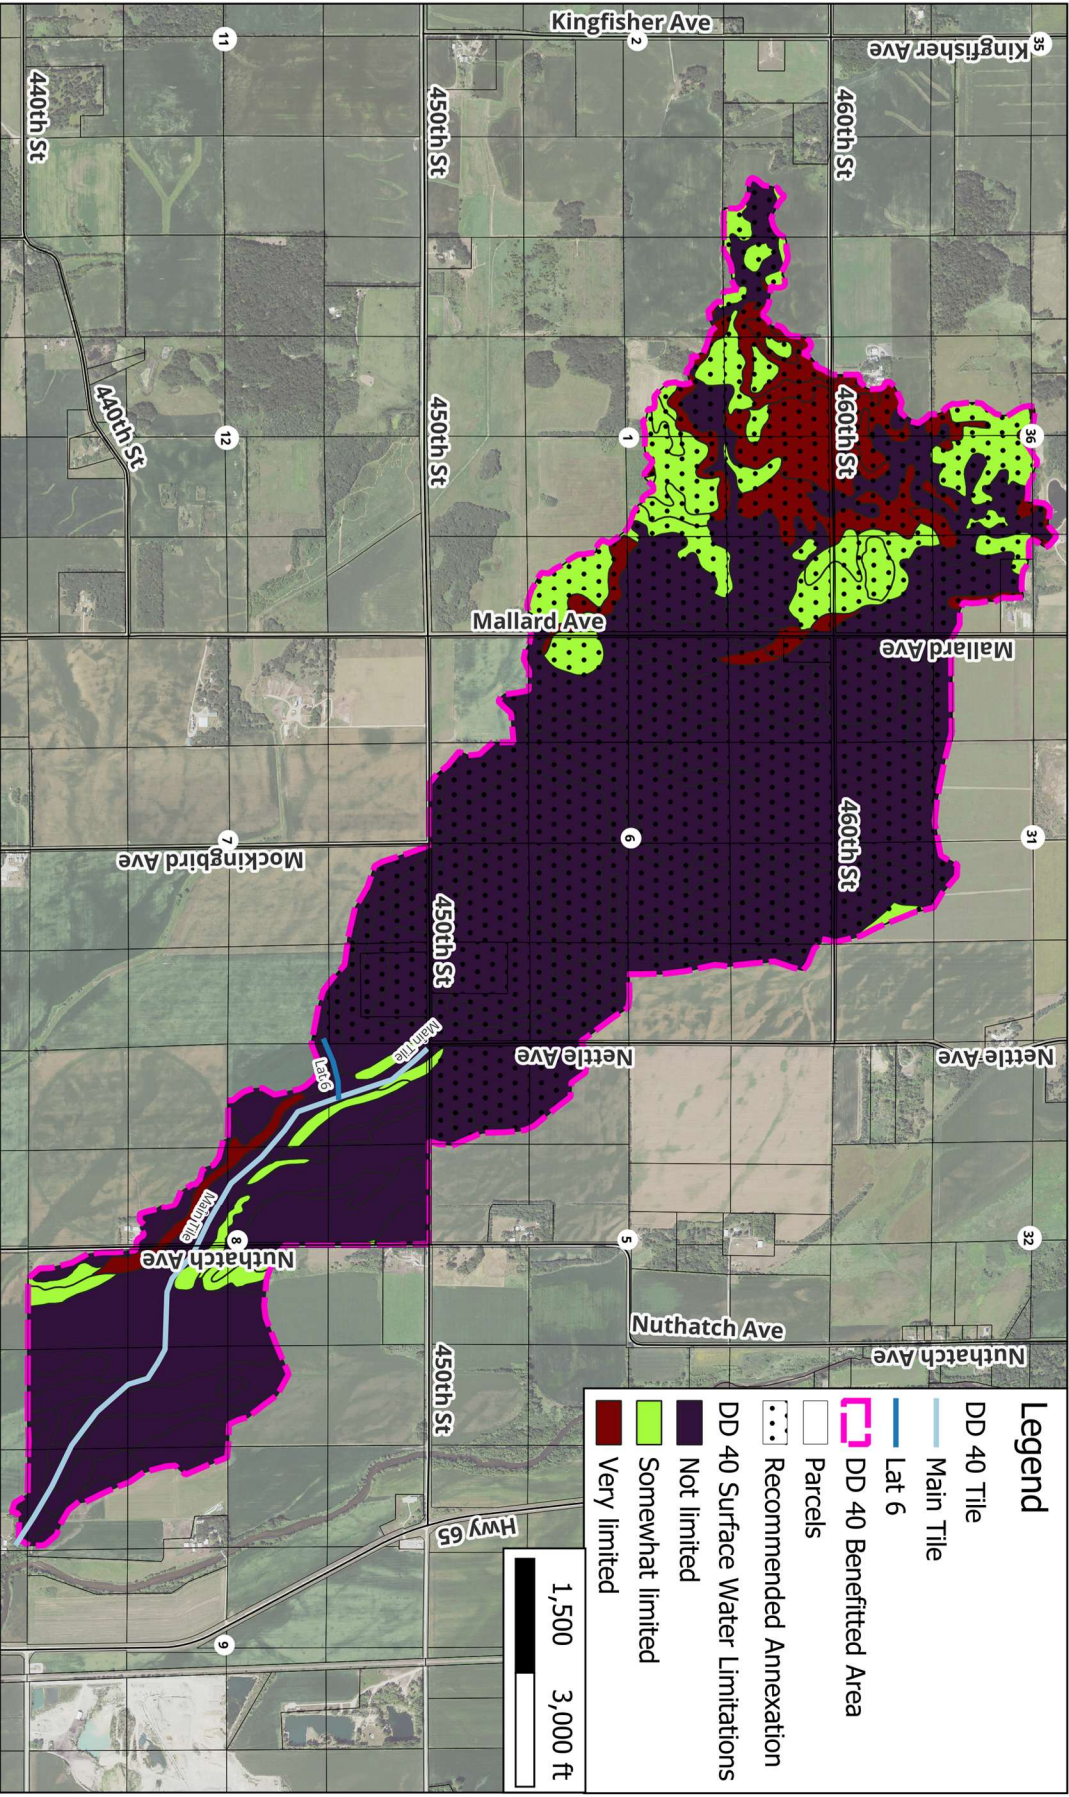 Legend
DD 40 Tile
Main Tile
Lat 6
DD 40 Benefitted Area
Parcels
Recommended Annexation
DD 40 Surface Water Limitations
Not limited
Somewhat limited
Very limited
1,500
3,000 ft
35
36
31
32
Kingfisher Ave
Mallard Ave
Nettle Ave
Nuthatch Ave
460th St
460th St
460th St
2
1
6
5
Kingfisher Ave
Mallard Ave
Nettle Ave
Nuthatch Ave
450th St
450th St
450th St
450th St
Hwy 65
Main Tile
Lat 6
Main Tile
11
12
7
8
9
Mockingbird Ave
Nuthatch Ave
440th St
440th St